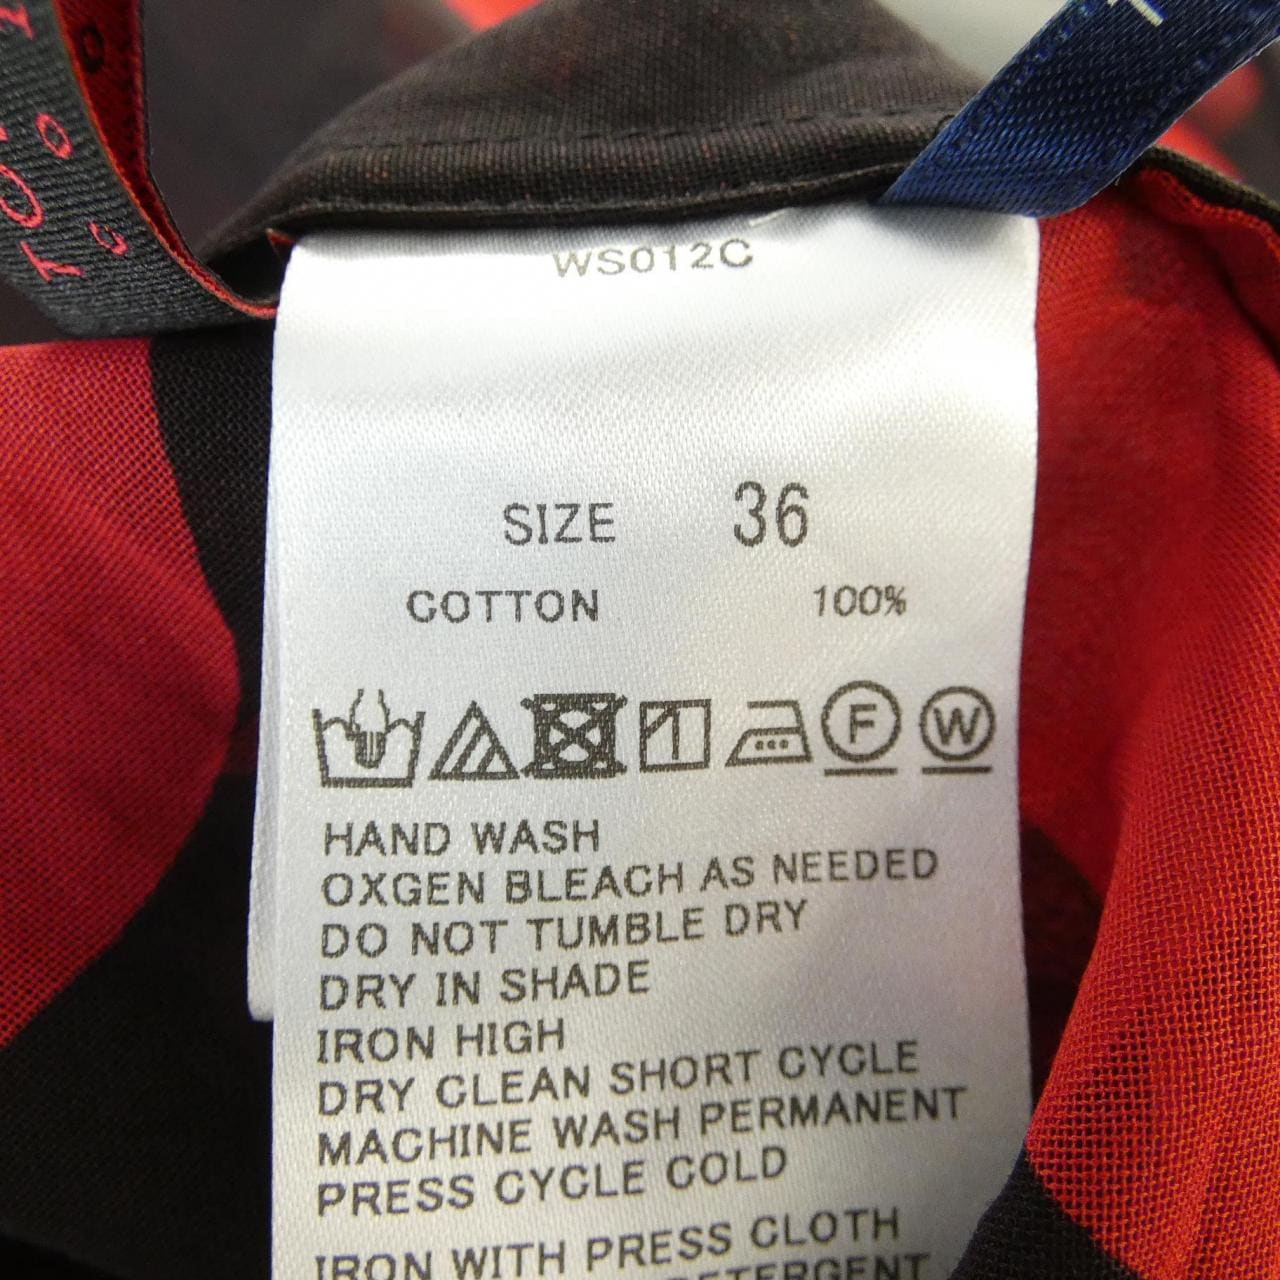 WS012C
SIZE 36
COTTON 100%
F W
HAND WASH
OXGEN BLEACH AS NEEDED
DO NOT TUMBLE DRY
DRY IN SHADE
IRON HIGH
DRY CLEAN SHORT CYCLE
MACHINE WASH PERMANENT
PRESS CYCLE COLD
IRON WITH PRESS CLOTH
DETERGENT